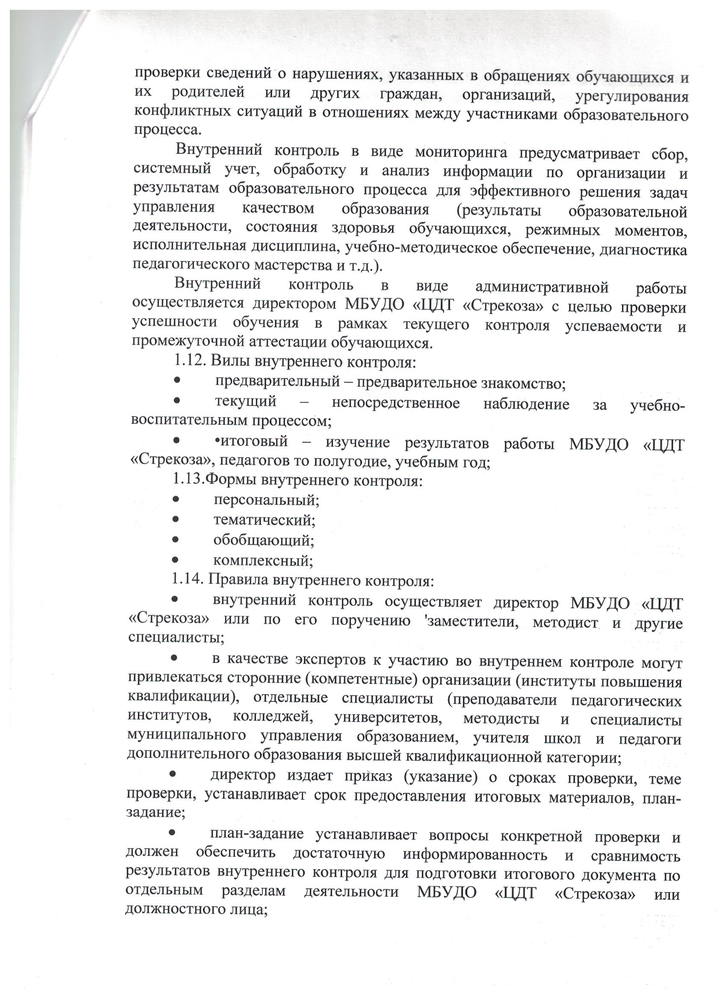 проверки сведений о нарушениях, указанных в обращениях обучающихся и
их родителей или других граждан, организаций, урегулирования
конфликтных ситуаций в отношениях между участниками образовательного
процесса.
Внутренний контроль в виде мониторинга предусматривает сбор,
системный учет, обработку и анализ информации по организации и
результатам образовательного процесса для эффективного решения задач
управления качеством образования (результаты образовательной
деятельности, состояния здоровья обучающихся, режимных моментов,
исполнительная дисциплина, учебно-методическое обеспечение, диагностика
педагогического мастерства и т.д.).
Внутренний контроль в виде административной работы
осуществляется директором МБУДО «ЦДТ «Стрекоза» с целью проверки
успешности обучения в рамках текущего контроля успеваемости и
промежуточной аттестации обучающихся.
1.12. Вилы внутреннего контроля:
• предварительный – предварительное знакомство;
• текущий – непосредственное наблюдение за учебно-
воспитательным процессом;
• •итоговый – изучение результатов работы МБУДО «ЦДТ
«Стрекоза», педагогов то полугодие, учебным год;
1.13.Формы внутреннего контроля:
• персональный;
• тематический;
• обобщающий;
• комплексный;
1.14. Правила внутреннего контроля:
• внутренний контроль осуществляет директор МБУДО «ЦДТ
«Стрекоза» или по его поручению 'заместители, методист и другие
специалисты;
• в качестве экспертов к участию во внутреннем контроле могут
привлекаться сторонние (компетентные) организации (институты повышения
квалификации), отдельные специалисты (преподаватели педагогических
институтов, колледжей, университетов, методисты и специалисты
муниципального управления образованием, учителя школ и педагоги
дополнительного образования высшей квалификационной категории;
• директор издает приказ (указание) о сроках проверки, теме
проверки, устанавливает срок предоставления итоговых материалов, план-
задание;
• план-задание устанавливает вопросы конкретной проверки и
должен обеспечить достаточную информированность и сравнимость
результатов внутреннего контроля для подготовки итогового документа по
отдельным разделам деятельности МБУДО «ЦДТ «Стрекоза» или
должностного лица;